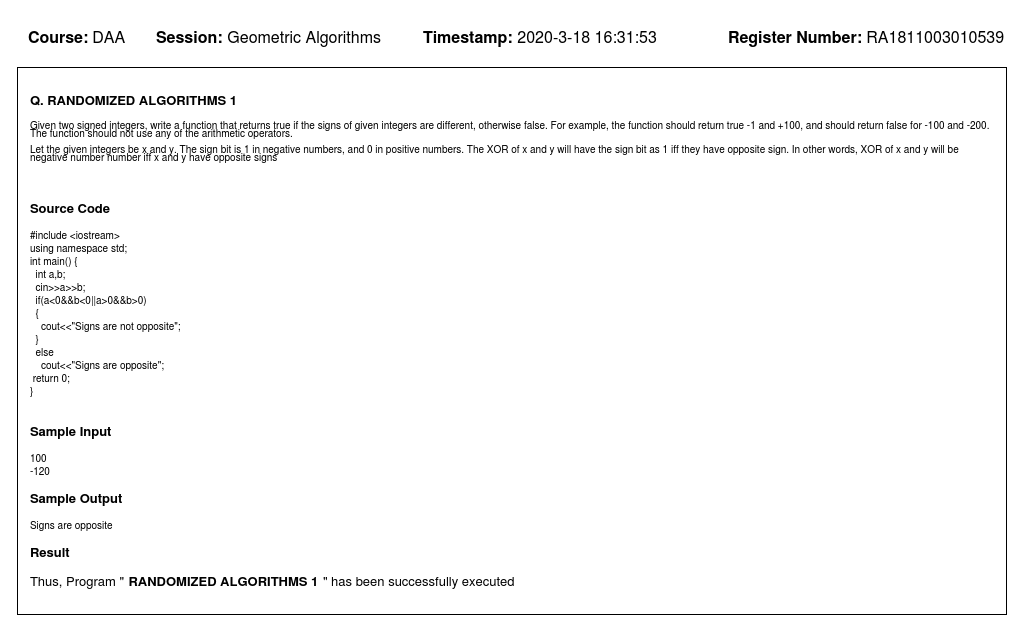 Course: DAA Session: Geometric Algorithms Timestamp: 2020-3-18 16:31:53 Register Number: RA1811003010539
Q. RANDOMIZED ALGORITHMS 1
Given two signed integers, write a function that returns true if the signs of given integers are different, otherwise false. For example, the function should return true -1 and +100, and should return false for -100 and -200.
The function should not use any of the arithmetic operators.
Let the given integers be x and y. The sign bit is 1 in negative numbers, and 0 in positive numbers. The XOR of x and y will have the sign bit as 1 iff they have opposite sign. In other words, XOR of x and y will be
negative number number iff x and y have opposite signs
Source Code
#include <iostream>
using namespace std;
int main() {
  int a,b;
  cin>>a>>b;
  if(a<0&&b<0||a>0&&b>0)
  {
    cout<<"Signs are not opposite";
  }
  else
    cout<<"Signs are opposite";
 return 0;
}
Sample Input
100
-120
Sample Output
Signs are opposite
Result
Thus, Program " RANDOMIZED ALGORITHMS 1 " has been successfully executed